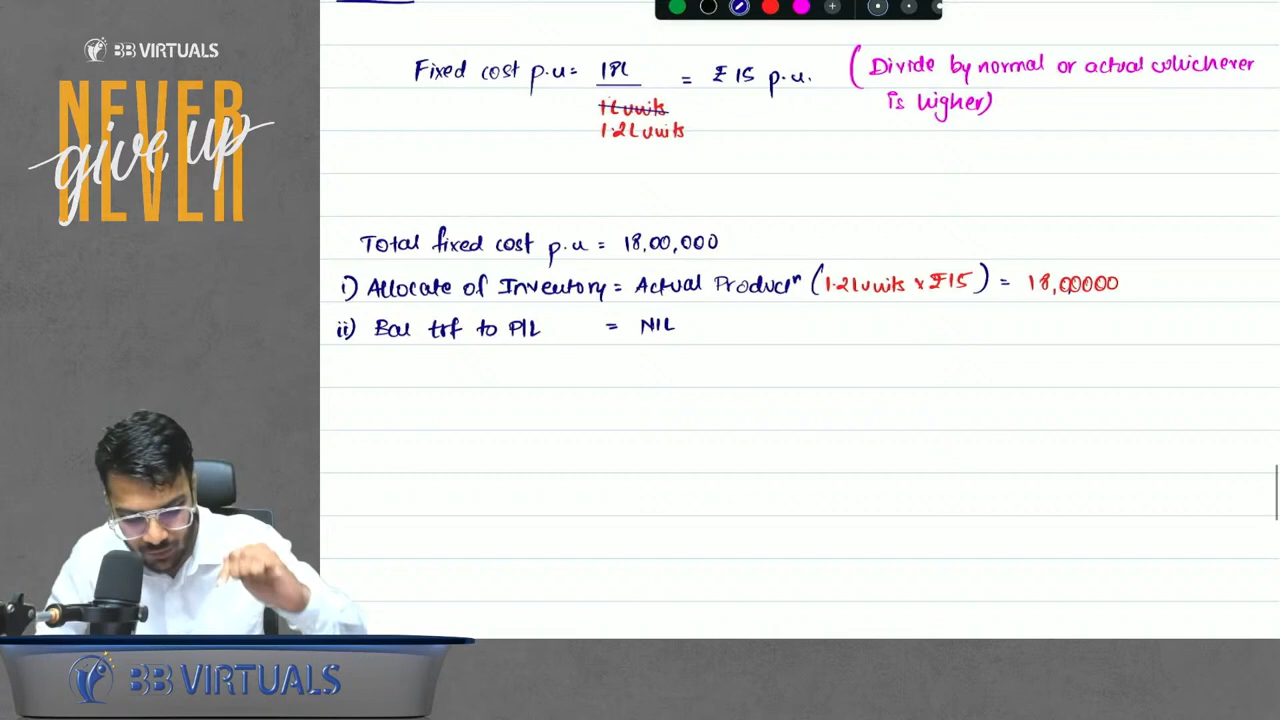 BB VIRTUALS
NEVER
give up
NEVER
Fixed cost p.u = 18L = ₹15 p.u. (Divide by normal or actual whichever
1L units
is higher)
1.2L units
Total fixed cost p.u = 18,00,000
i) Allocate of Inventory = Actual Productn (1.2L units x ₹15) = 18,00000
ii) Bal trf to P/L = NIL
BB VIRTUALS